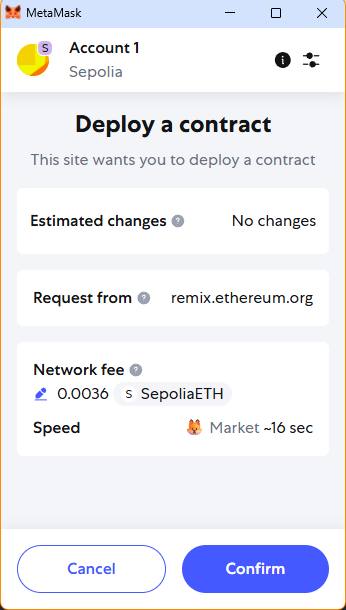 MetaMask
S
Account 1
Sepolia
Deploy a contract
This site wants you to deploy a contract
Estimated changes ? No changes
Request from ? remix.ethereum.org
Network fee ?
0.0036 S SepoliaETH
Speed Market ~16 sec
Cancel Confirm